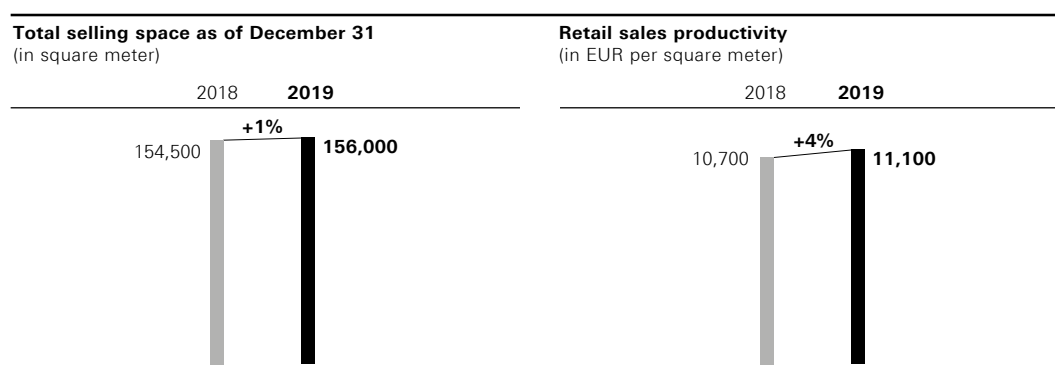 Total selling space as of December 31
(in square meter)
2018 2019
+1%
154,500 156,000
Retail sales productivity
(in EUR per square meter)
2018 2019
+4%
10,700 11,100